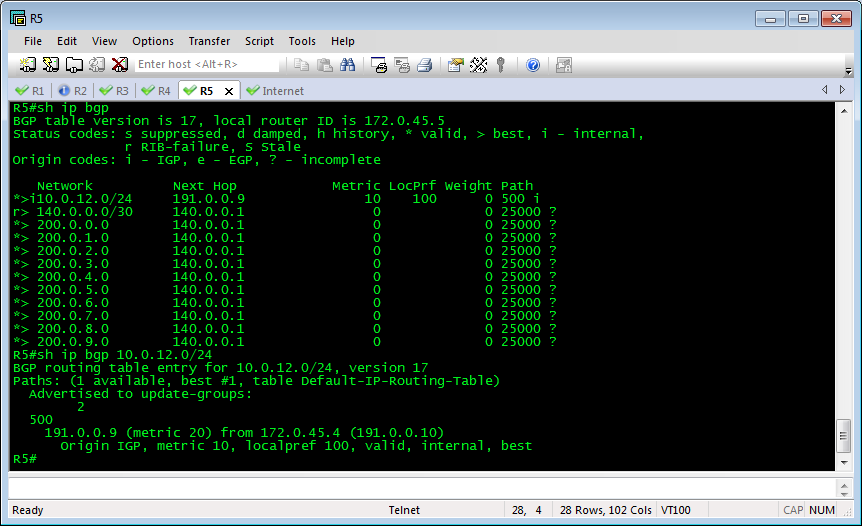 R5
File Edit View Options Transfer Script Tools Help
Enter host <Alt+R>
R1 R2 R3 R4 R5 Internet
R5#sh ip bgp
BGP table version is 17, local router ID is 172.0.45.5
Status codes: s suppressed, d damped, h history, * valid, > best, i - internal,
              r RIB-failure, S Stale
Origin codes: i - IGP, e - EGP, ? - incomplete

   Network          Next Hop            Metric LocPrf Weight Path
*>i10.0.12.0/24     191.0.0.9               10    100      0 500 i
r> 140.0.0.0/30     140.0.0.1                0             0 25000 ?
*> 200.0.0.0        140.0.0.1                0             0 25000 ?
*> 200.0.1.0        140.0.0.1                0             0 25000 ?
*> 200.0.2.0        140.0.0.1                0             0 25000 ?
*> 200.0.3.0        140.0.0.1                0             0 25000 ?
*> 200.0.4.0        140.0.0.1                0             0 25000 ?
*> 200.0.5.0        140.0.0.1                0             0 25000 ?
*> 200.0.6.0        140.0.0.1                0             0 25000 ?
*> 200.0.7.0        140.0.0.1                0             0 25000 ?
*> 200.0.8.0        140.0.0.1                0             0 25000 ?
*> 200.0.9.0        140.0.0.1                0             0 25000 ?
R5#sh ip bgp 10.0.12.0/24
BGP routing table entry for 10.0.12.0/24, version 17
Paths: (1 available, best #1, table Default-IP-Routing-Table)
  Advertised to update-groups:
        2
  500
    191.0.0.9 (metric 20) from 172.0.45.4 (191.0.0.10)
      Origin IGP, metric 10, localpref 100, valid, internal, best
R5#
Ready Telnet 28, 4 28 Rows, 102 Cols VT100 CAP NUM